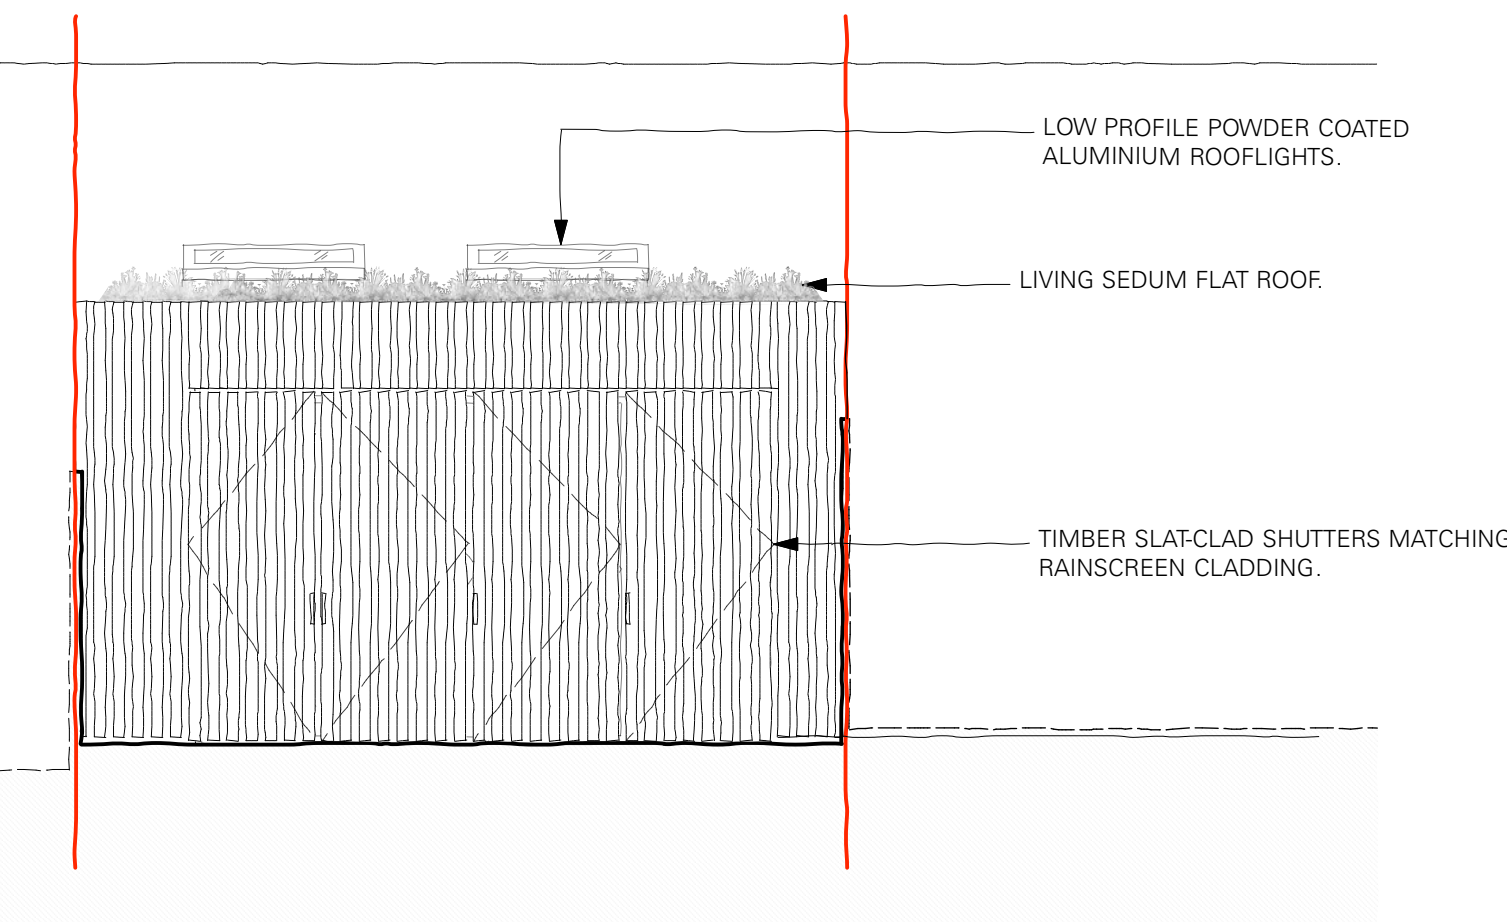 LOW PROFILE POWDER COATED
ALUMINIUM ROOFLIGHTS.
LIVING SEDUM FLAT ROOF.
TIMBER SLAT-CLAD SHUTTERS MATCHING
RAINSCREEN CLADDING.